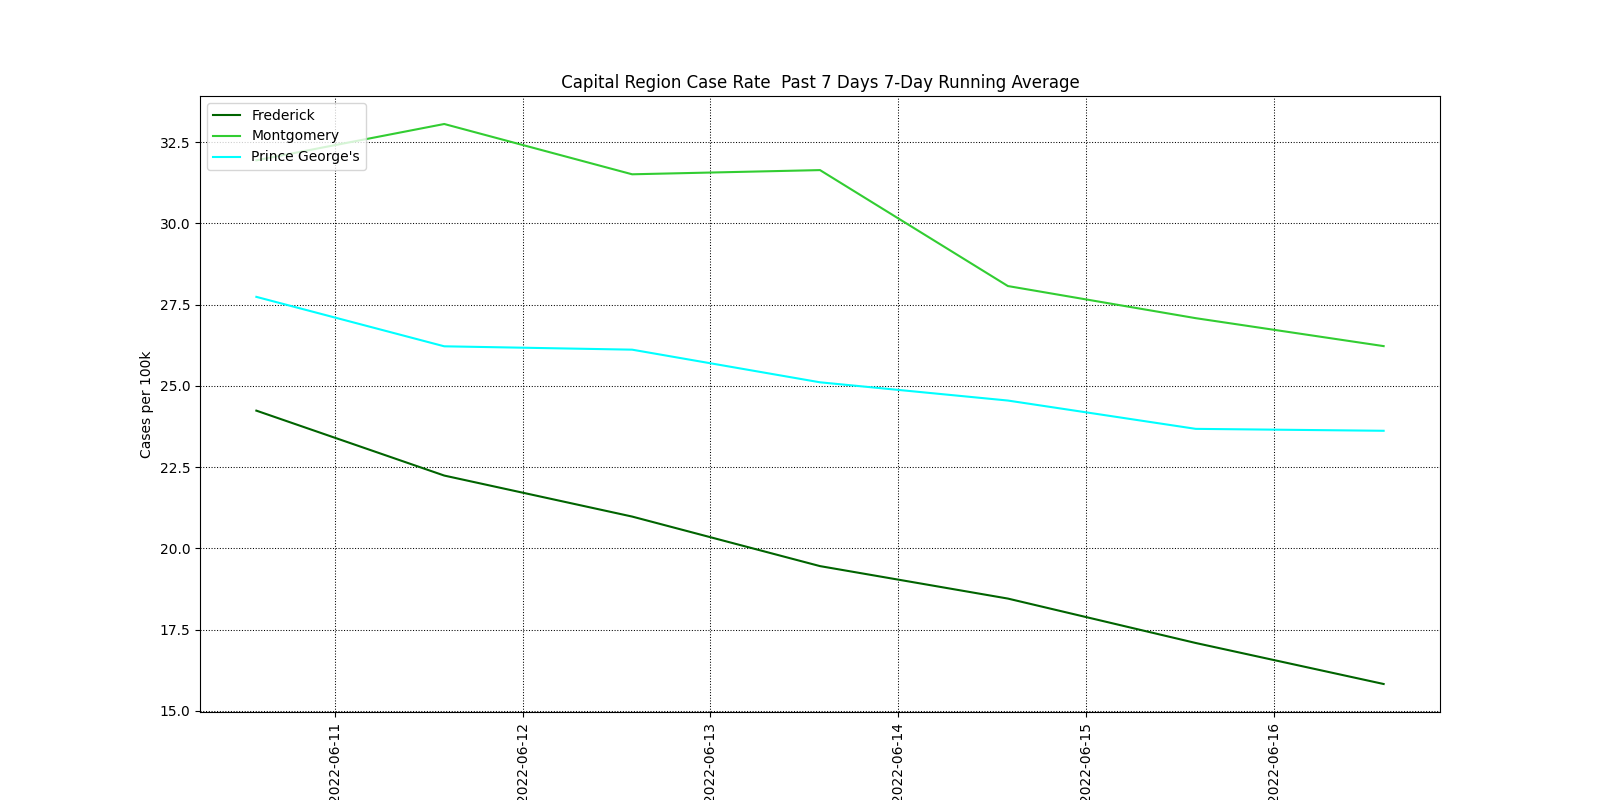 Capital Region Case Rate  Past 7 Days 7-Day Running Average
Frederick
Montgomery
Prince George's
Cases per 100k
32.5
30.0
27.5
25.0
22.5
20.0
17.5
15.0
2022-06-11
2022-06-12
2022-06-13
2022-06-14
2022-06-15
2022-06-16